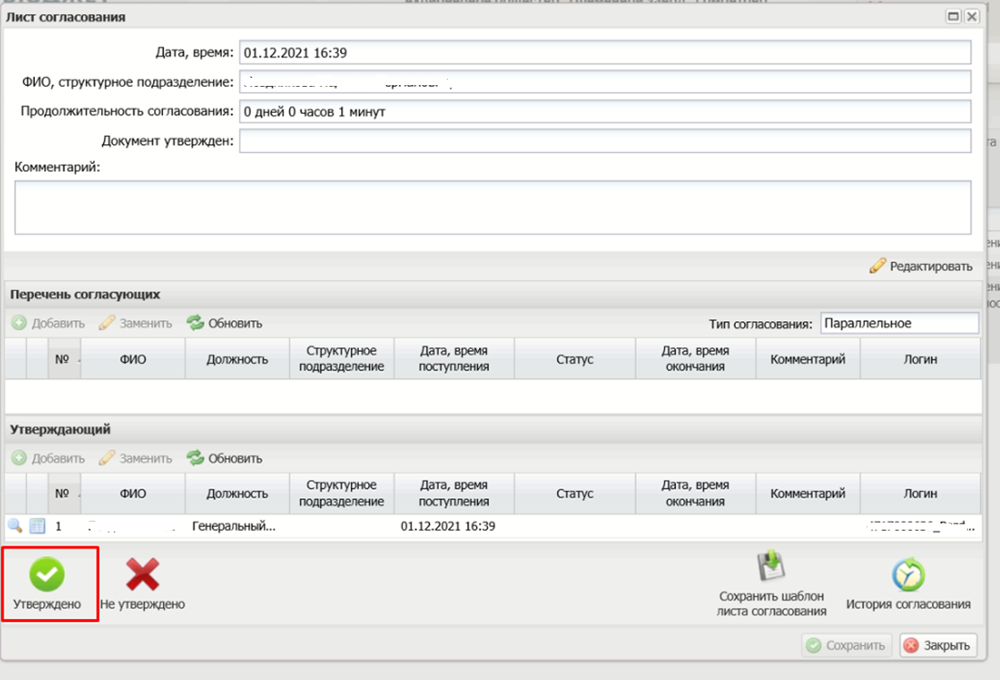 Лист согласования
Дата, время: 01.12.2021 16:39
ФИО, структурное подразделение:
Продолжительность согласования: 0 дней 0 часов 1 минут
Документ утвержден:
Комментарий:
Редактировать
Перечень согласующих
Добавить Заменить Обновить Тип согласования: Параллельное
№ ФИО Должность Структурное подразделение Дата, время поступления Статус Дата, время окончания Комментарий Логин
Утверждающий
Добавить Заменить Обновить
№ ФИО Должность Структурное подразделение Дата, время поступления Статус Дата, время окончания Комментарий Логин
1 Генеральный... 01.12.2021 16:39
Утверждено Не утверждено Сохранить шаблон листа согласования История согласования
Сохранить Закрыть